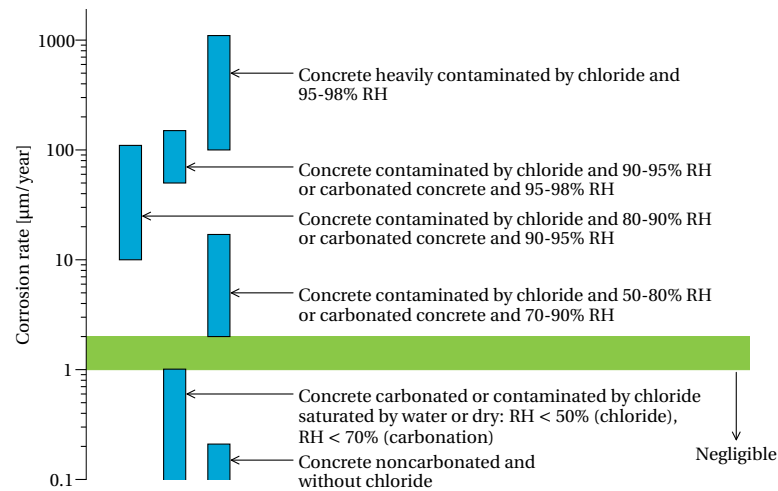 Corrosion rate [µm/year]
1000
100
10
1
0.1
Concrete heavily contaminated by chloride and
95-98% RH
Concrete contaminated by chloride and 90-95% RH
or carbonated concrete and 95-98% RH
Concrete contaminated by chloride and 80-90% RH
or carbonated concrete and 90-95% RH
Concrete contaminated by chloride and 50-80% RH
or carbonated concrete and 70-90% RH
Concrete carbonated or contaminated by chloride
saturated by water or dry: RH < 50% (chloride),
RH < 70% (carbonation)
Negligible
Concrete noncarbonated and
without chloride